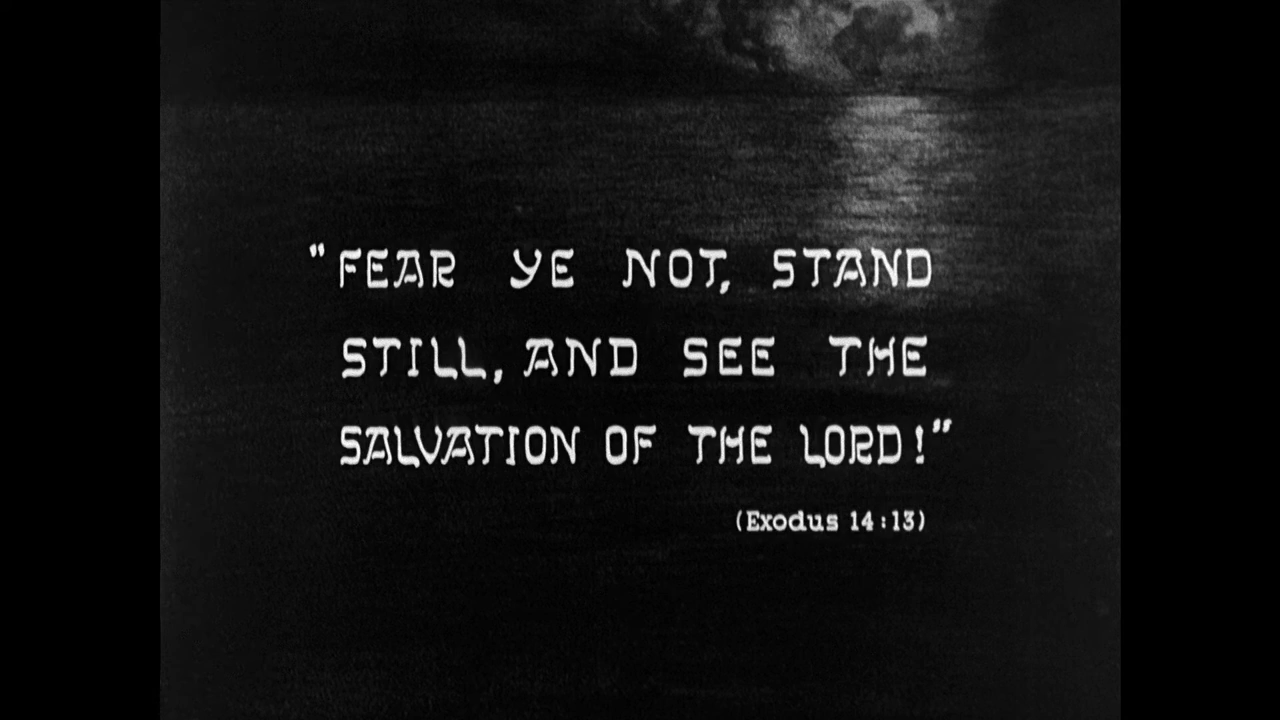 "FEAR YE NOT, STAND
STILL, AND SEE THE
SALVATION OF THE LORD!"
(Exodus 14:13)